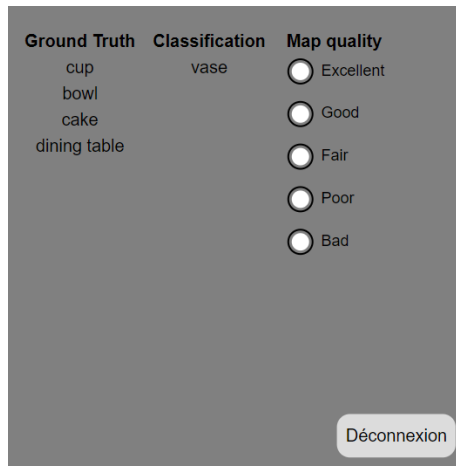 Ground Truth Classification Map quality
cup vase Excellent
bowl
Good
cake
dining table Fair
Poor
Bad
Déconnexion